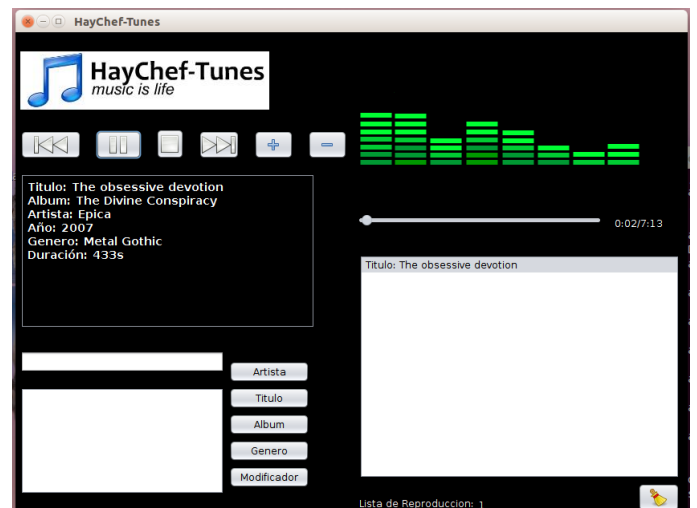 HayChef-Tunes
HayChef-Tunes
music is life
Titulo: The obsessive devotion
Album: The Divine Conspiracy
Artista: Epica
Año: 2007
Genero: Metal Gothic
Duración: 433s
0:02/7:13
Titulo: The obsessive devotion
Artista
Titulo
Album
Genero
Modificador
Lista de Reproduccion: 1